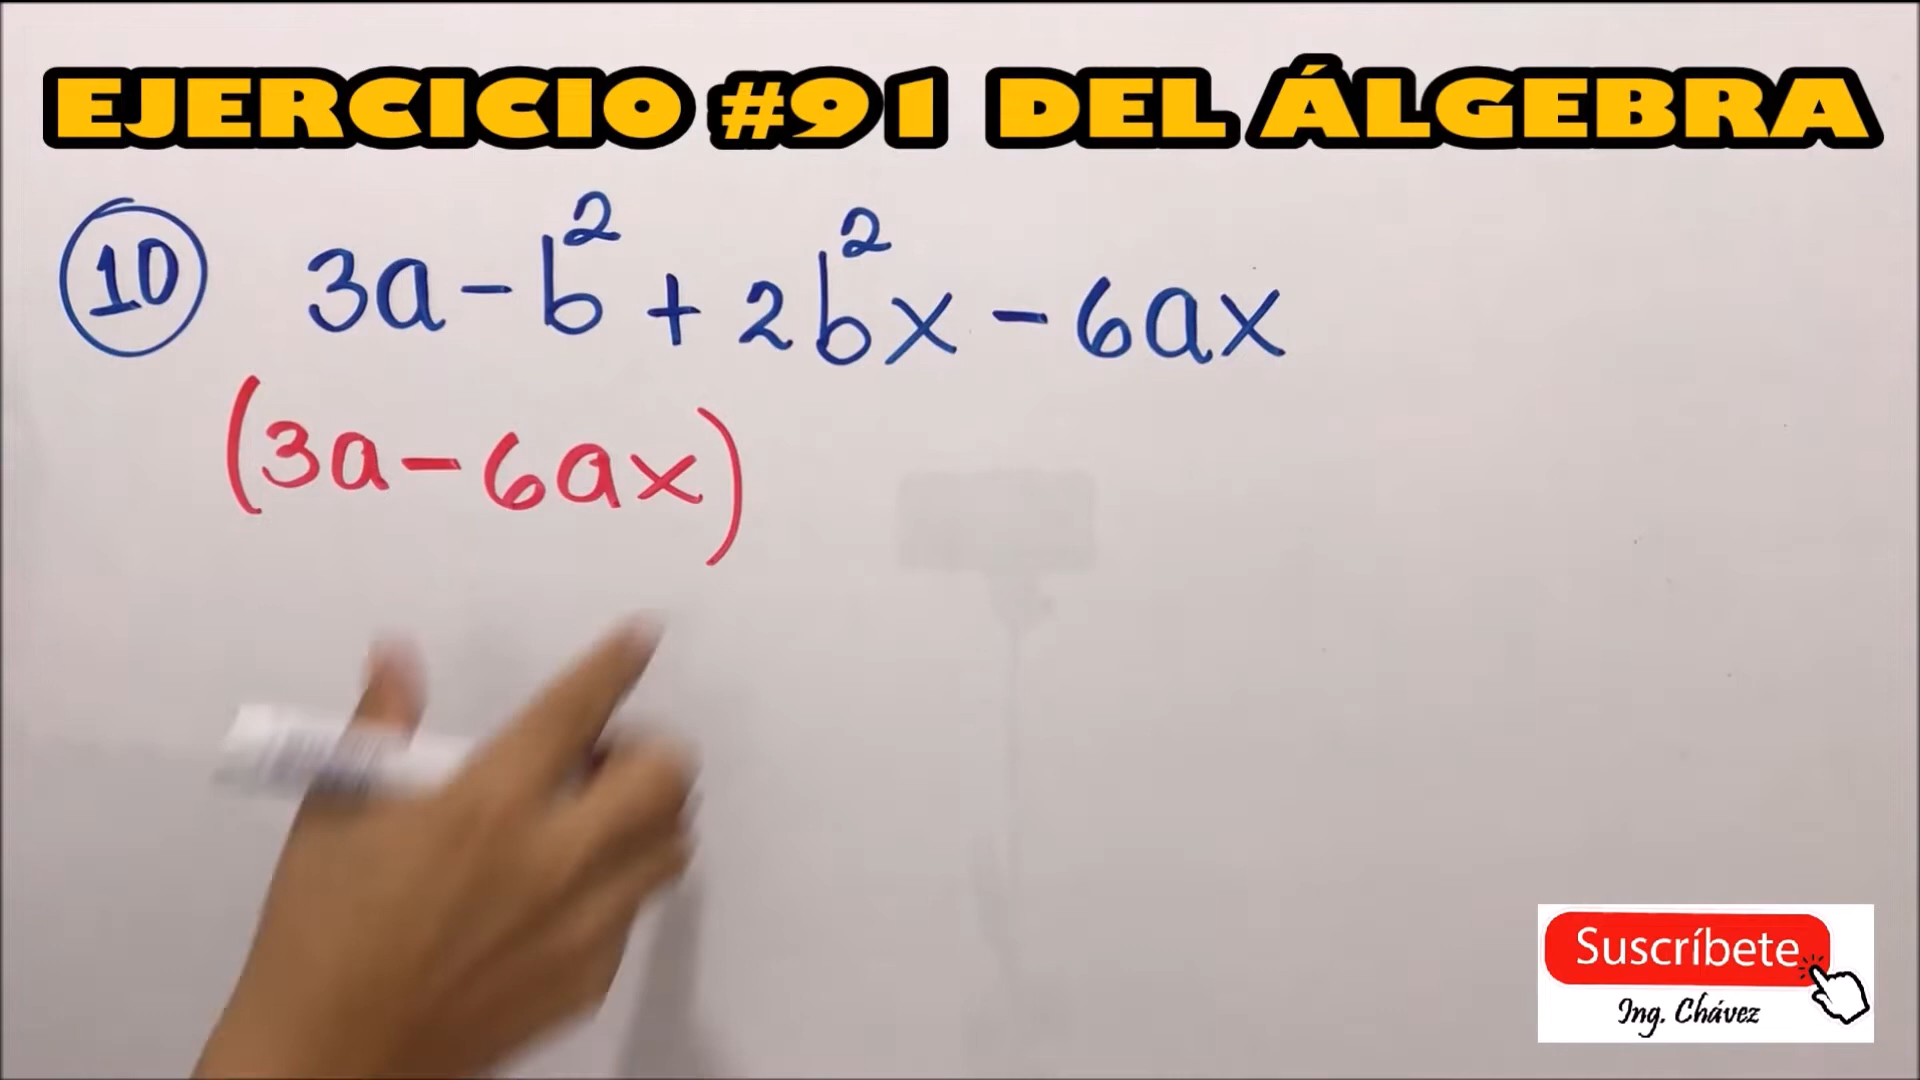 EJERCICIO #91 DEL ÁLGEBRA
10 3a - b² + 2b²x - 6ax
(3a - 6ax)
Suscríbete
Ing. Chávez